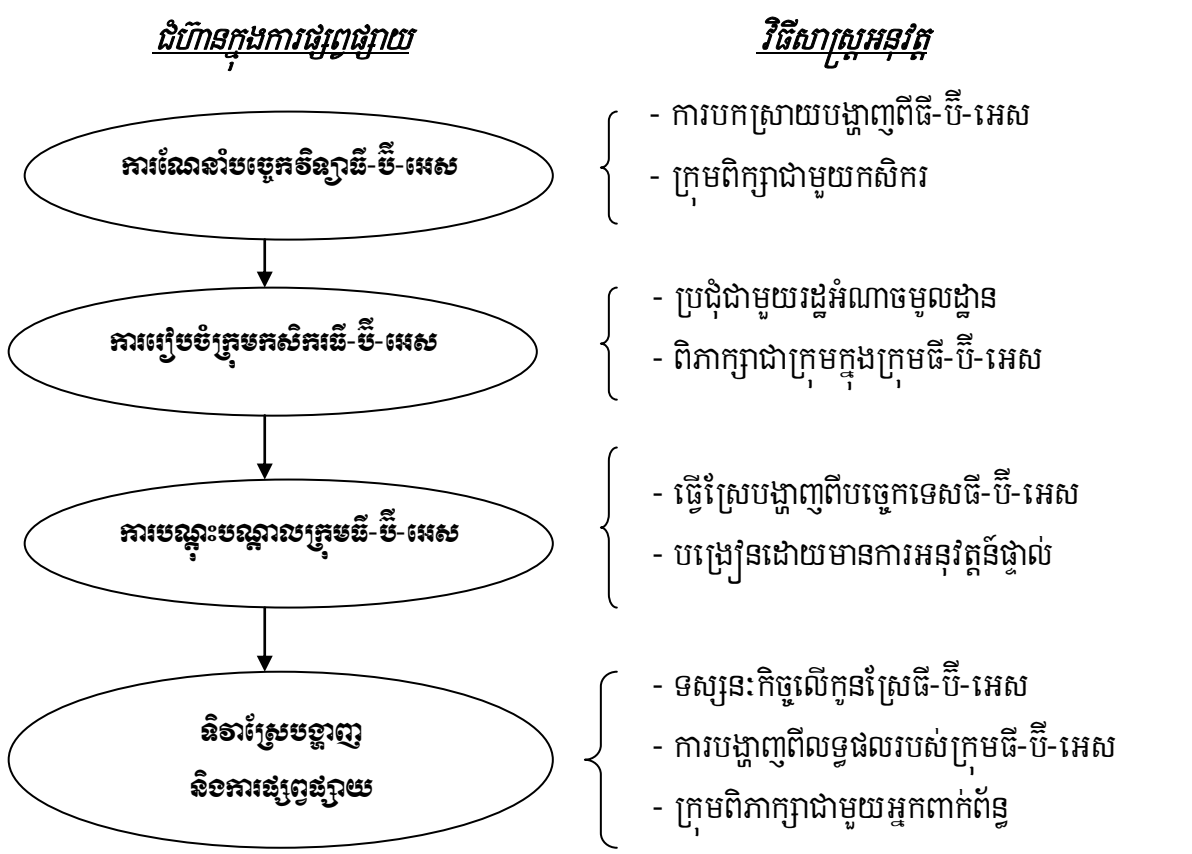 ជំហ៊ានក្នុងការផ្សព្វផ្សាយ
វិធីសាស្ត្រអនុវត្ត
ការណែនាំបច្ចេកវិទ្យាធី-ប៊ី-អេស
- ការបកស្រាយបង្ហាញពីធី-ប៊ី-អេស
- ក្រុមពិក្សាជាមួយកសិករ
ការរៀបចំក្រុមកសិករធី-ប៊ី-អេស
- ប្រជុំជាមួយរដ្ឋអំណាចមូលដ្ឋាន
- ពិភាក្សាជាក្រុមក្នុងក្រុមធី-ប៊ី-អេស
ការបណ្តុះបណ្តាលក្រុមធី-ប៊ី-អេស
- ធ្វើស្រែបង្ហាញពីបច្ចេកទេសធី-ប៊ី-អេស
- បង្រៀនដោយមានការអនុវត្តន៍ផ្ទាល់
ទិវាស្រែបង្ហាញ
និងការផ្សព្វផ្សាយ
- ទស្សនៈកិច្ចលើកូនស្រែធី-ប៊ី-អេស
- ការបង្ហាញពីលទ្ធផលរបស់ក្រុមធី-ប៊ី-អេស
- ក្រុមពិភាក្សាជាមួយអ្នកពាក់ព័ន្ធ